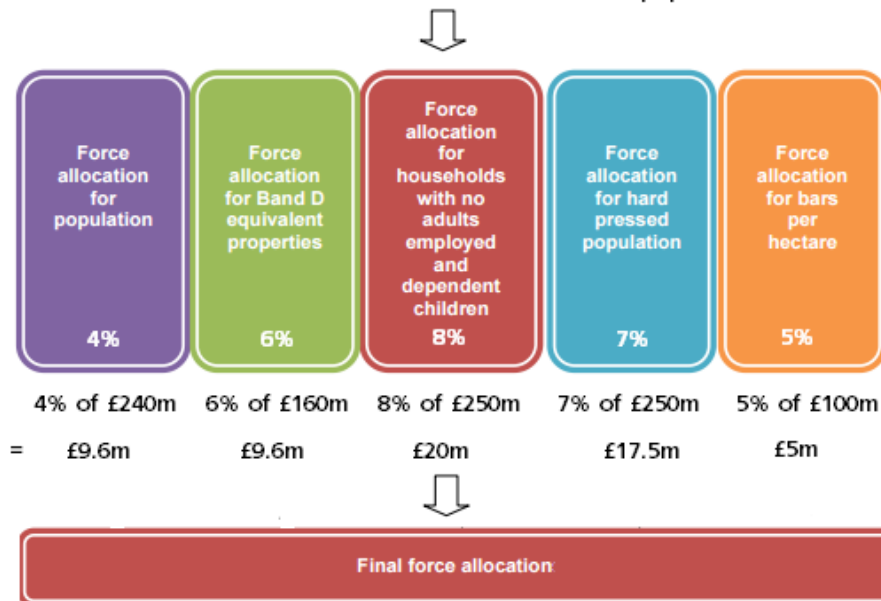 Force
allocation
for
population
4%
Force
allocation
for Band D
equivalent
properties
6%
Force
allocation
for
households
with no
adults
employed
and
dependent
children
8%
Force
allocation
for hard
pressed
population
7%
Force
allocation
for bars
per
hectare
5%
4% of £240m 6% of £160m 8% of £250m 7% of £250m 5% of £100m
= £9.6m £9.6m £20m £17.5m £5m
Final force allocation